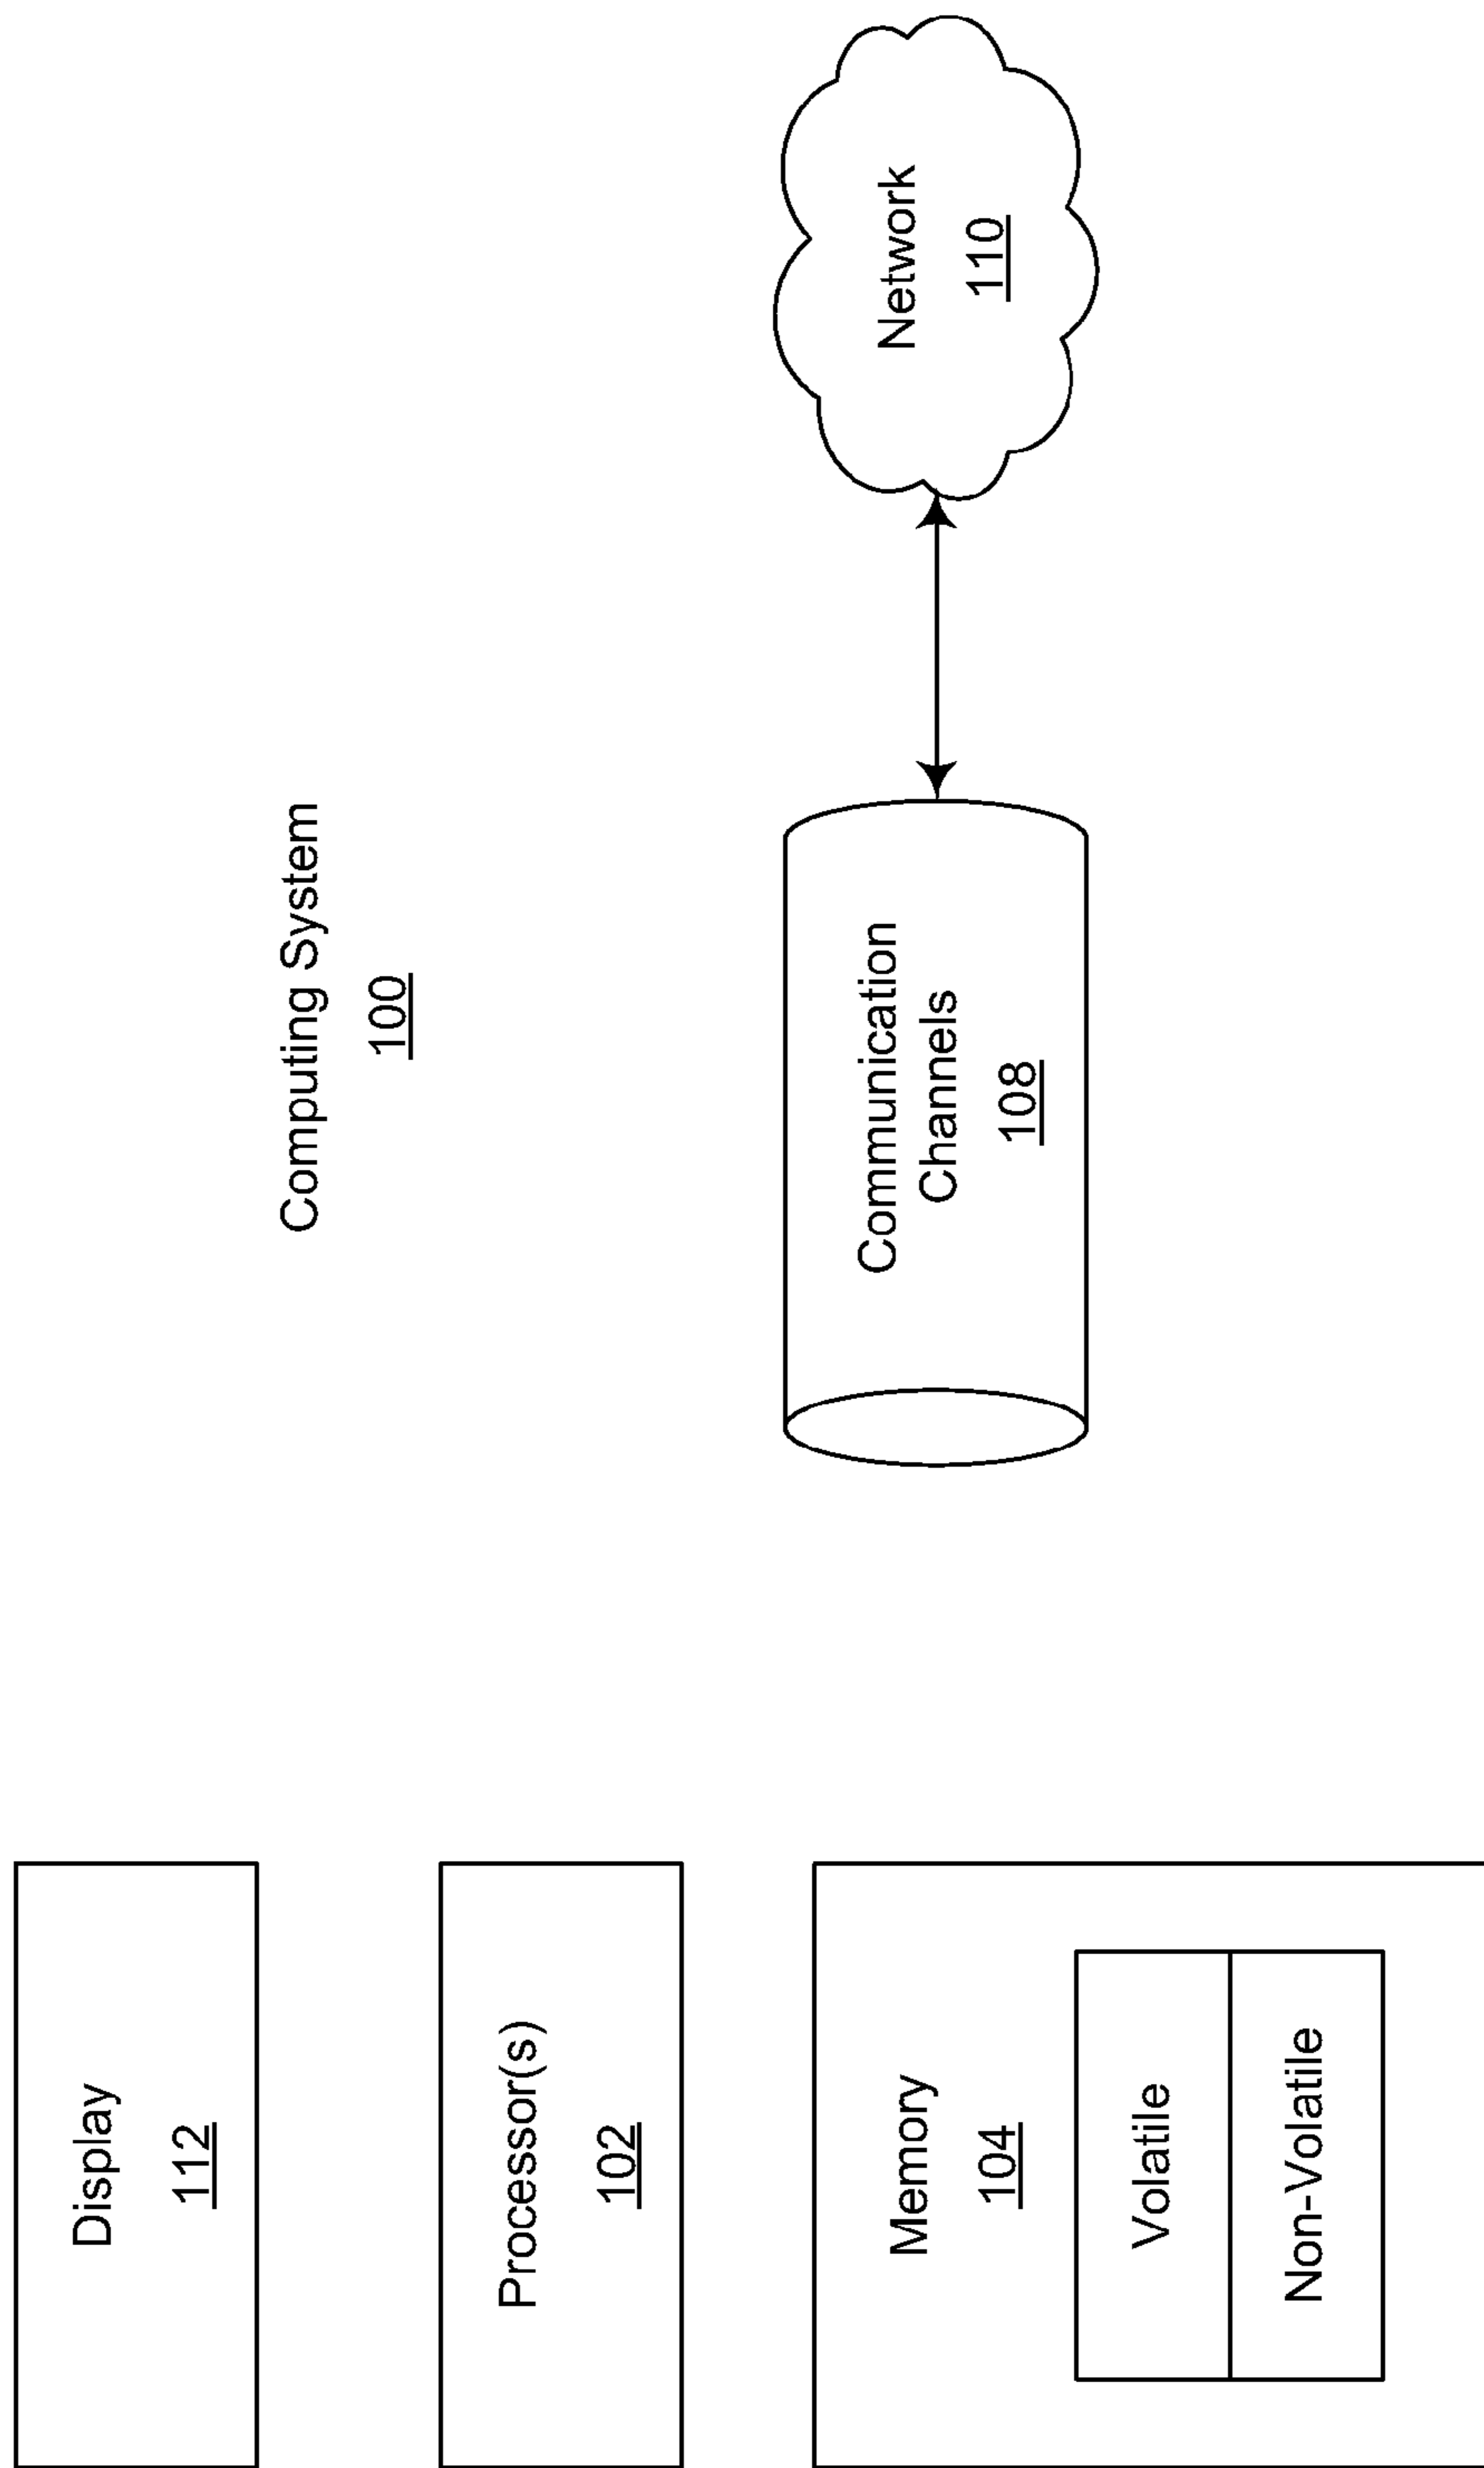 Computing System
100
Display
112
Processor(s)
102
Memory
104
Volatile
Non-Volatile
Communication
Channels
108
Network
110